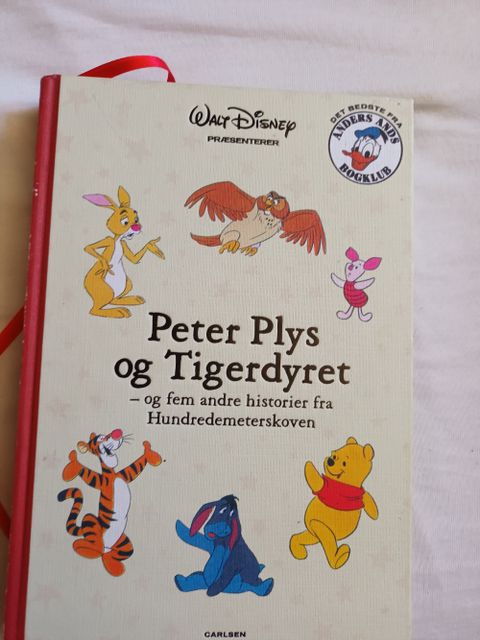 WALT DISNEY
PRÆSENTERER
DET BEDSTE FRA
ANDERS ANDS
BOGKLUB
Peter Plys
og Tigerdyret
– og fem andre historier fra
Hundredemeterskoven
CARLSEN